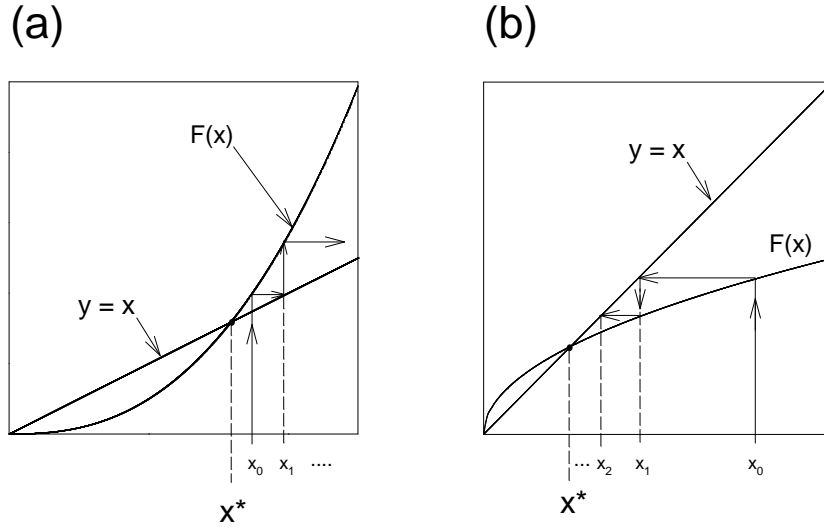 (a)
F(x)
y = x
x0 x1 ....
x*
(b)
y = x
F(x)
... x2 x1 x0
x*